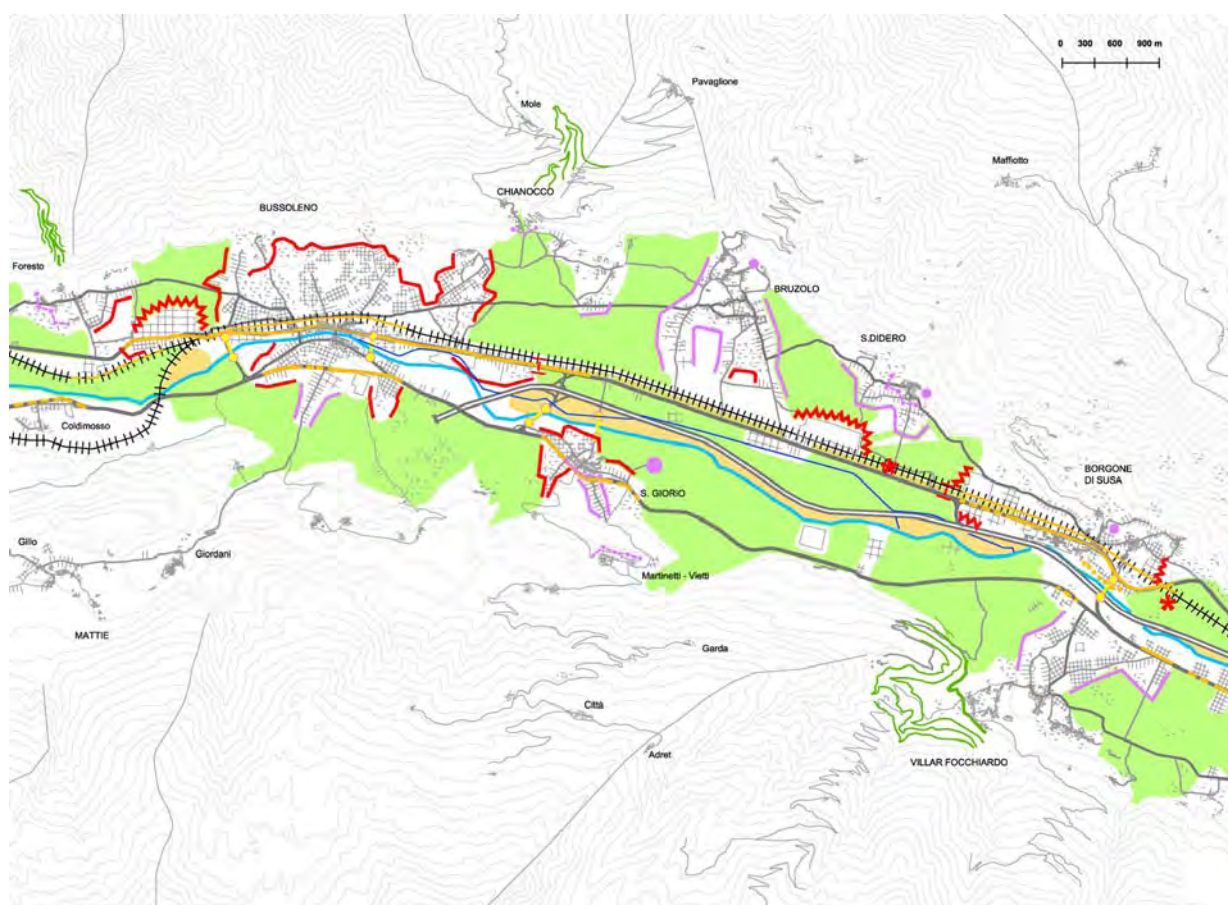 0 300 600 900 m
Pavaglione
Mole
Maffiotto
CHIANOCCO
BUSSOLENO
Foresto
BRUZOLO
S.DIDERO
Coldimosso
BORGONE
DI SUSA
S. GIORIO
Gillo
Giordani
Martinetti - Vietti
MATTIE
Garda
Città
Adret
VILLAR FOCCHIARDO